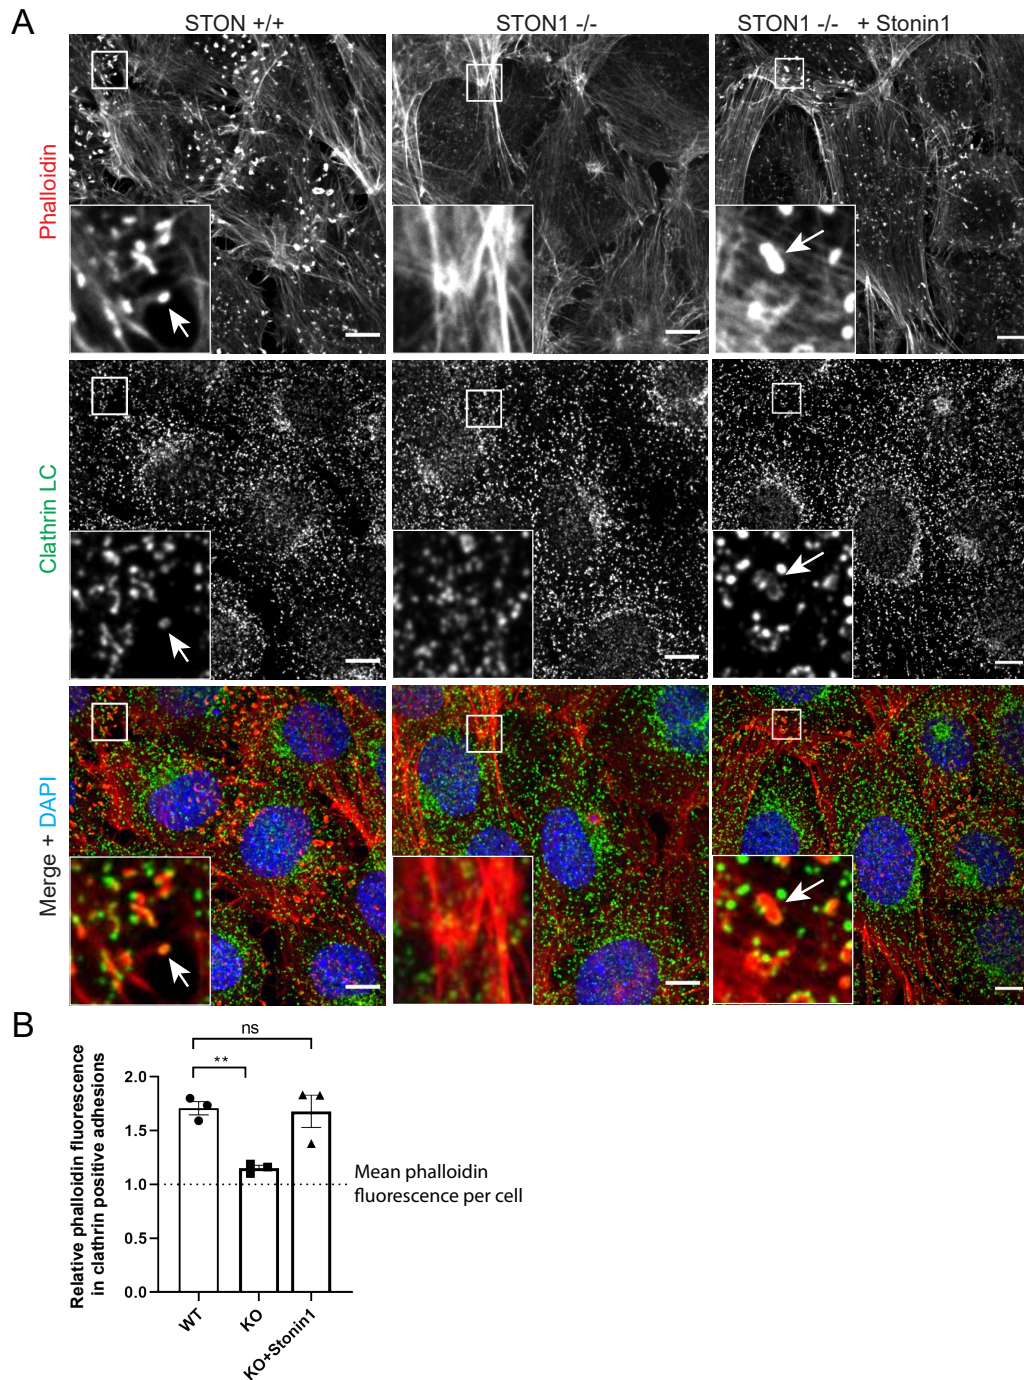 A
STON +/+
STON1 -/-
STON1 -/- + Stonin1
Phalloidin
Clathrin LC
Merge + DAPI
B
ns
**
Relative phalloidin fluorescence
in clathrin positive adhesions
2.0
1.5
1.0
0.5
0.0
Mean phalloidin
fluorescence per cell
WT
KO
KO+Stonin1